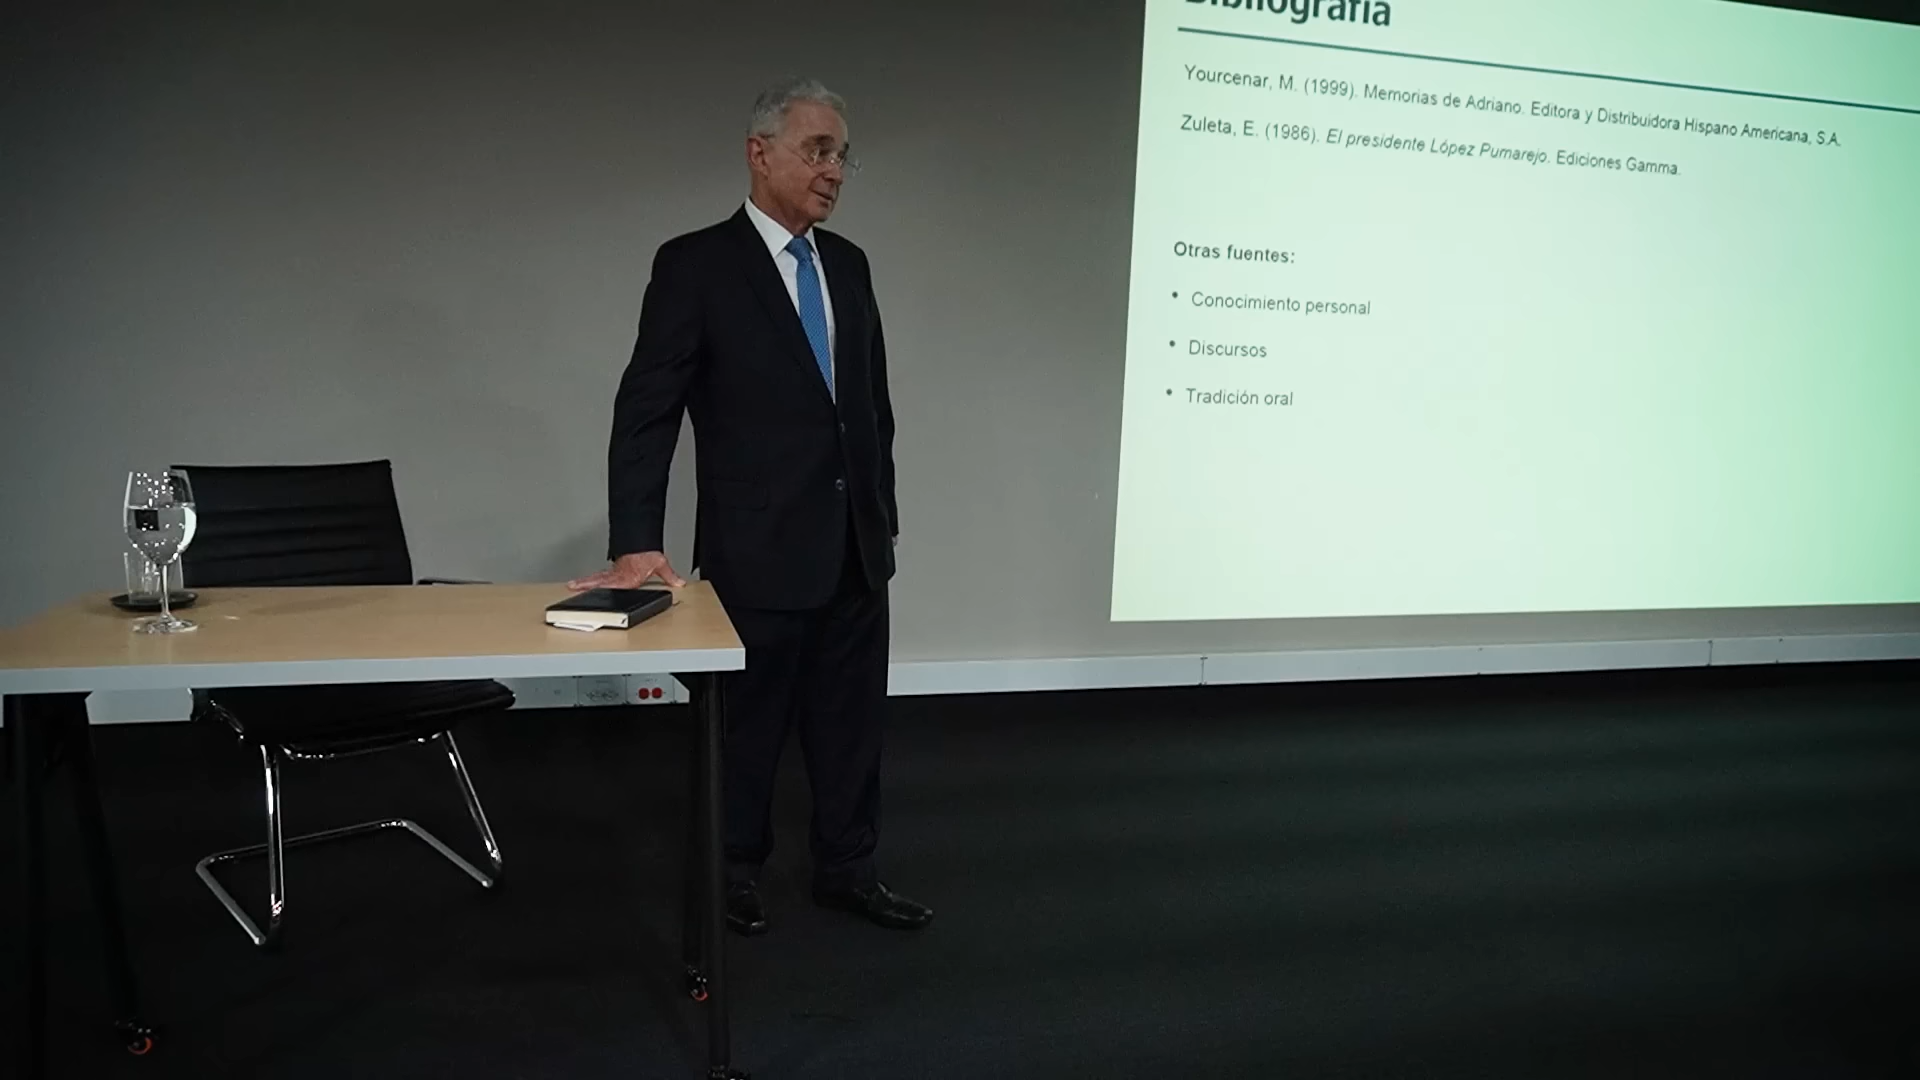 Bibliografía
Yourcenar, M. (1999). Memorias de Adriano. Editora y Distribuidora Hispano Americana, S.A.
Zuleta, E. (1986). El presidente López Pumarejo. Ediciones Gamma.
Otras fuentes:
• Conocimiento personal
• Discursos
• Tradición oral